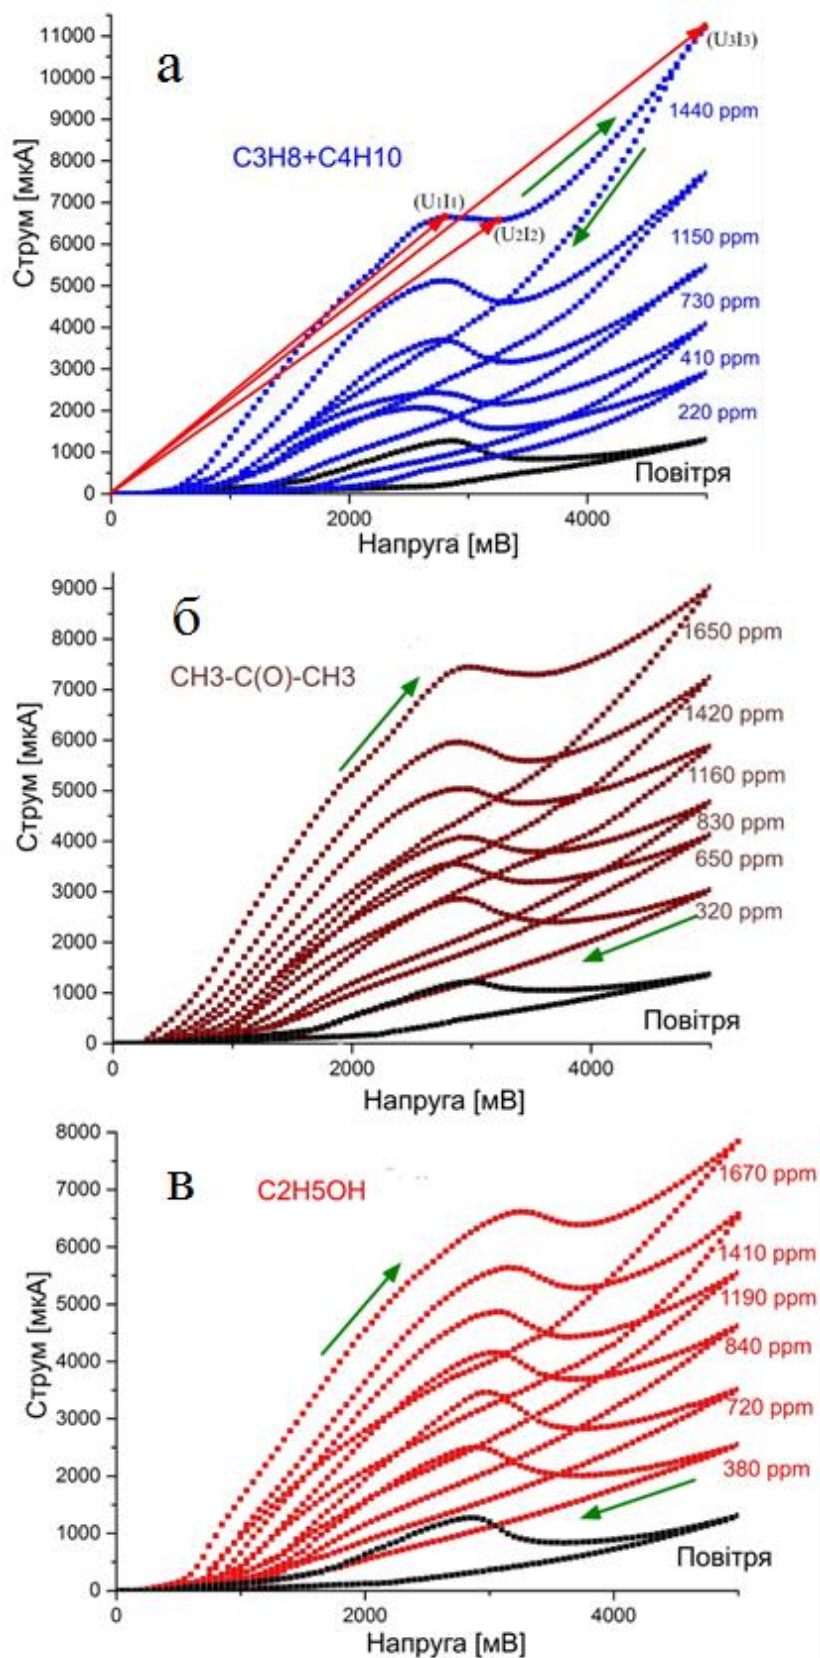 а
C3H8+C4H10
Струм [мкА]
11000
10000
9000
8000
7000
6000
5000
4000
3000
2000
1000
0
(U3I3)
(U1I1)
(U2I2)
1440 ppm
1150 ppm
730 ppm
410 ppm
220 ppm
Повітря
0
2000
4000
Напруга [мВ]
б
CH3-C(O)-CH3
Струм [мкА]
9000
8000
7000
6000
5000
4000
3000
2000
1000
0
1650 ppm
1420 ppm
1160 ppm
830 ppm
650 ppm
320 ppm
Повітря
0
2000
4000
Напруга [мВ]
в
C2H5OH
Струм [мкА]
8000
7000
6000
5000
4000
3000
2000
1000
0
1670 ppm
1410 ppm
1190 ppm
840 ppm
720 ppm
380 ppm
Повітря
0
2000
4000
Напруга [мВ]